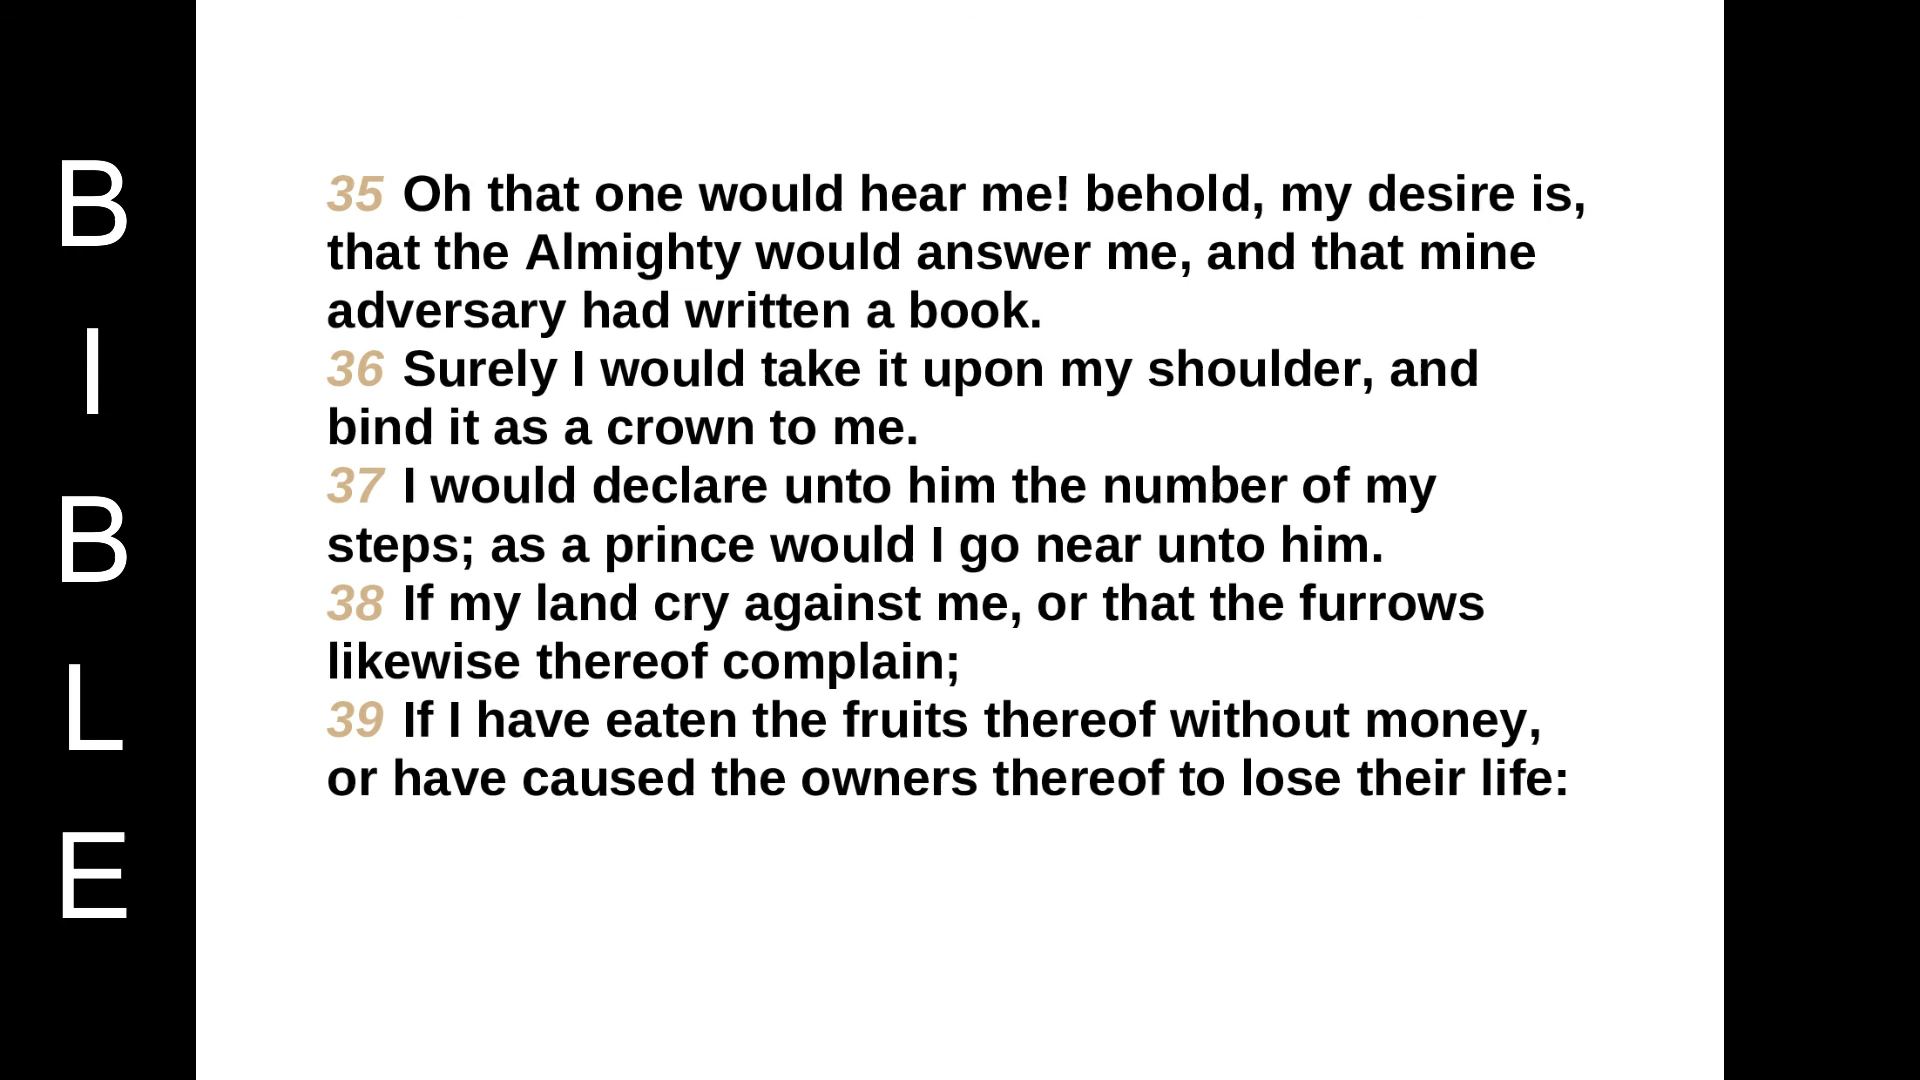 B
I
B
L
E
35 Oh that one would hear me! behold, my desire is,
that the Almighty would answer me, and that mine
adversary had written a book.
36 Surely I would take it upon my shoulder, and
bind it as a crown to me.
37 I would declare unto him the number of my
steps; as a prince would I go near unto him.
38 If my land cry against me, or that the furrows
likewise thereof complain;
39 If I have eaten the fruits thereof without money,
or have caused the owners thereof to lose their life: